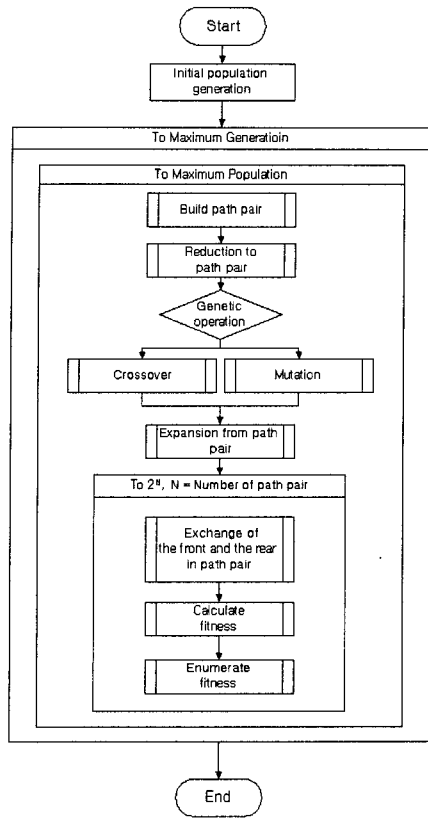 Start
Initial population
generation
To Maximum Generatioin
To Maximum Population
Build path pair
Reduction to
path pair
Genetic
operation
Crossover
Mutation
Expansion from path
pair
To 2ᴺ, N = Number of path pair
Exchange of
the front and the rear
in path pair
Calculate
fitness
Enumerate
fitness
End